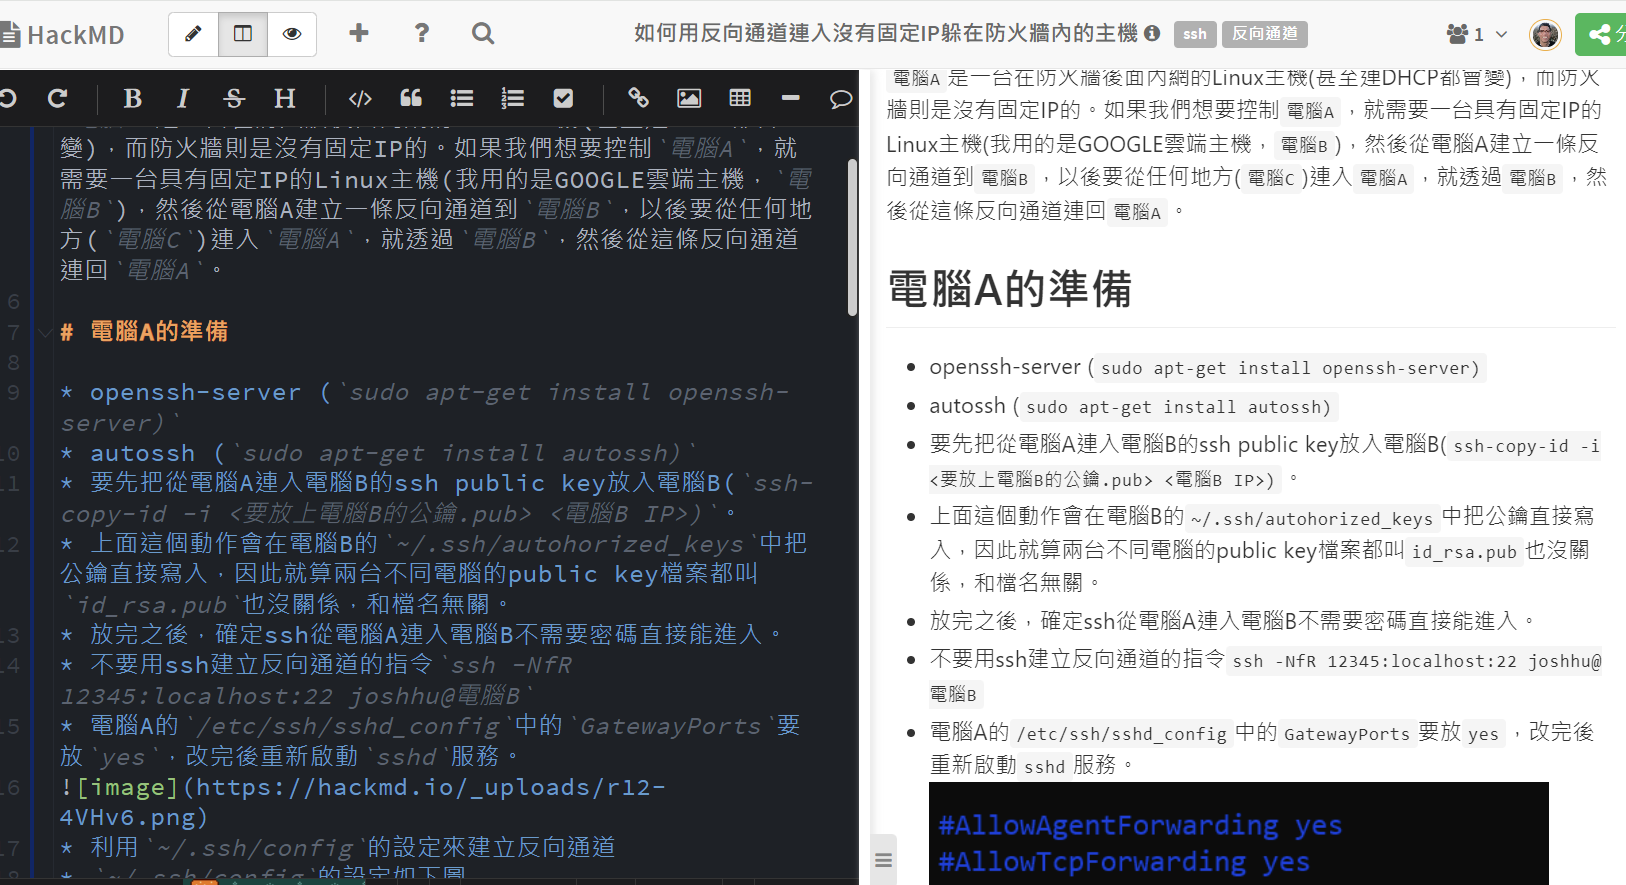 HackMD
如何用反向通道連入沒有固定IP躲在防火牆內的主機
ssh
反向通道
1
分
B I S H
變)，而防火牆則是沒有固定IP的。如果我們想要控制`電腦A`，就
需要一台具有固定IP的Linux主機(我用的是GOOGLE雲端主機，`電
腦B`)，然後從電腦A建立一條反向通道到`電腦B`，以後要從任何地
方(`電腦C`)連入`電腦A`，就透過`電腦B`，然後從這條反向通道
連回`電腦A`。
6
7 # 電腦A的準備
8
9 * openssh-server (`sudo apt-get install openssh-
server)`
10 * autossh (`sudo apt-get install autossh)`
11 * 要先把從電腦A連入電腦B的ssh public key放入電腦B(`ssh-
copy-id -i <要放上電腦B的公鑰.pub> <電腦B IP>)`。
12 * 上面這個動作會在電腦B的`~/.ssh/autohorized_keys`中把
公鑰直接寫入，因此就算兩台不同電腦的public key檔案都叫
`id_rsa.pub`也沒關係，和檔名無關。
13 * 放完之後，確定ssh從電腦A連入電腦B不需要密碼直接能進入。
14 * 不要用ssh建立反向通道的指令`ssh -NfR
12345:localhost:22 joshhu@電腦B`
15 * 電腦A的`/etc/ssh/sshd_config`中的`GatewayPorts`要
放`yes`，改完後重新啟動`sshd`服務。
16 ![image](https://hackmd.io/_uploads/r12-
4VHv6.png)
17 * 利用`~/.ssh/config`的設定來建立反向通道
18 * `~/.ssh/config`的設定如下圖
電腦A 是一台在防火牆後面內網的Linux主機(甚至連DHCP都會變)，而防火
牆則是沒有固定IP的。如果我們想要控制 電腦A ，就需要一台具有固定IP的
Linux主機(我用的是GOOGLE雲端主機， 電腦B )，然後從電腦A建立一條反
向通道到 電腦B ，以後要從任何地方( 電腦C )連入 電腦A ，就透過 電腦B ，然
後從這條反向通道連回 電腦A 。
電腦A的準備
• openssh-server ( sudo apt-get install openssh-server)
• autossh ( sudo apt-get install autossh)
• 要先把從電腦A連入電腦B的ssh public key放入電腦B( ssh-copy-id -i
<要放上電腦B的公鑰.pub> <電腦B IP>) 。
• 上面這個動作會在電腦B的 ~/.ssh/autohorized_keys 中把公鑰直接寫
入，因此就算兩台不同電腦的public key檔案都叫 id_rsa.pub 也沒關
係，和檔名無關。
• 放完之後，確定ssh從電腦A連入電腦B不需要密碼直接能進入。
• 不要用ssh建立反向通道的指令 ssh -NfR 12345:localhost:22 joshhu@
電腦B
• 電腦A的 /etc/ssh/sshd_config 中的 GatewayPorts 要放 yes ，改完後
重新啟動 sshd 服務。
#AllowAgentForwarding yes
#AllowTcpForwarding yes